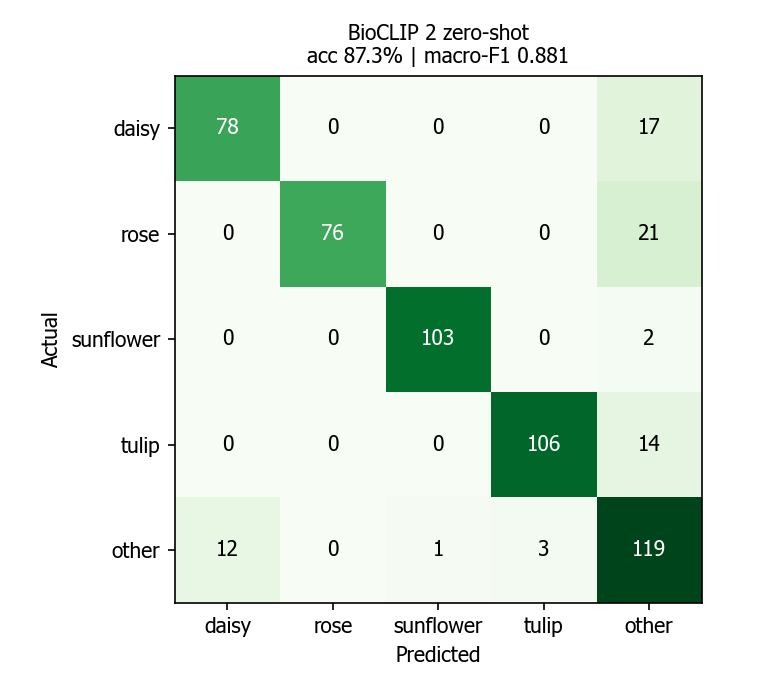 BioCLIP 2 zero-shot
acc 87.3% | macro-F1 0.881
daisy 78 0 0 0 17
rose 0 76 0 0 21
sunflower 0 0 103 0 2
tulip 0 0 0 106 14
other 12 0 1 3 119
daisy rose sunflower tulip other
Predicted
Actual